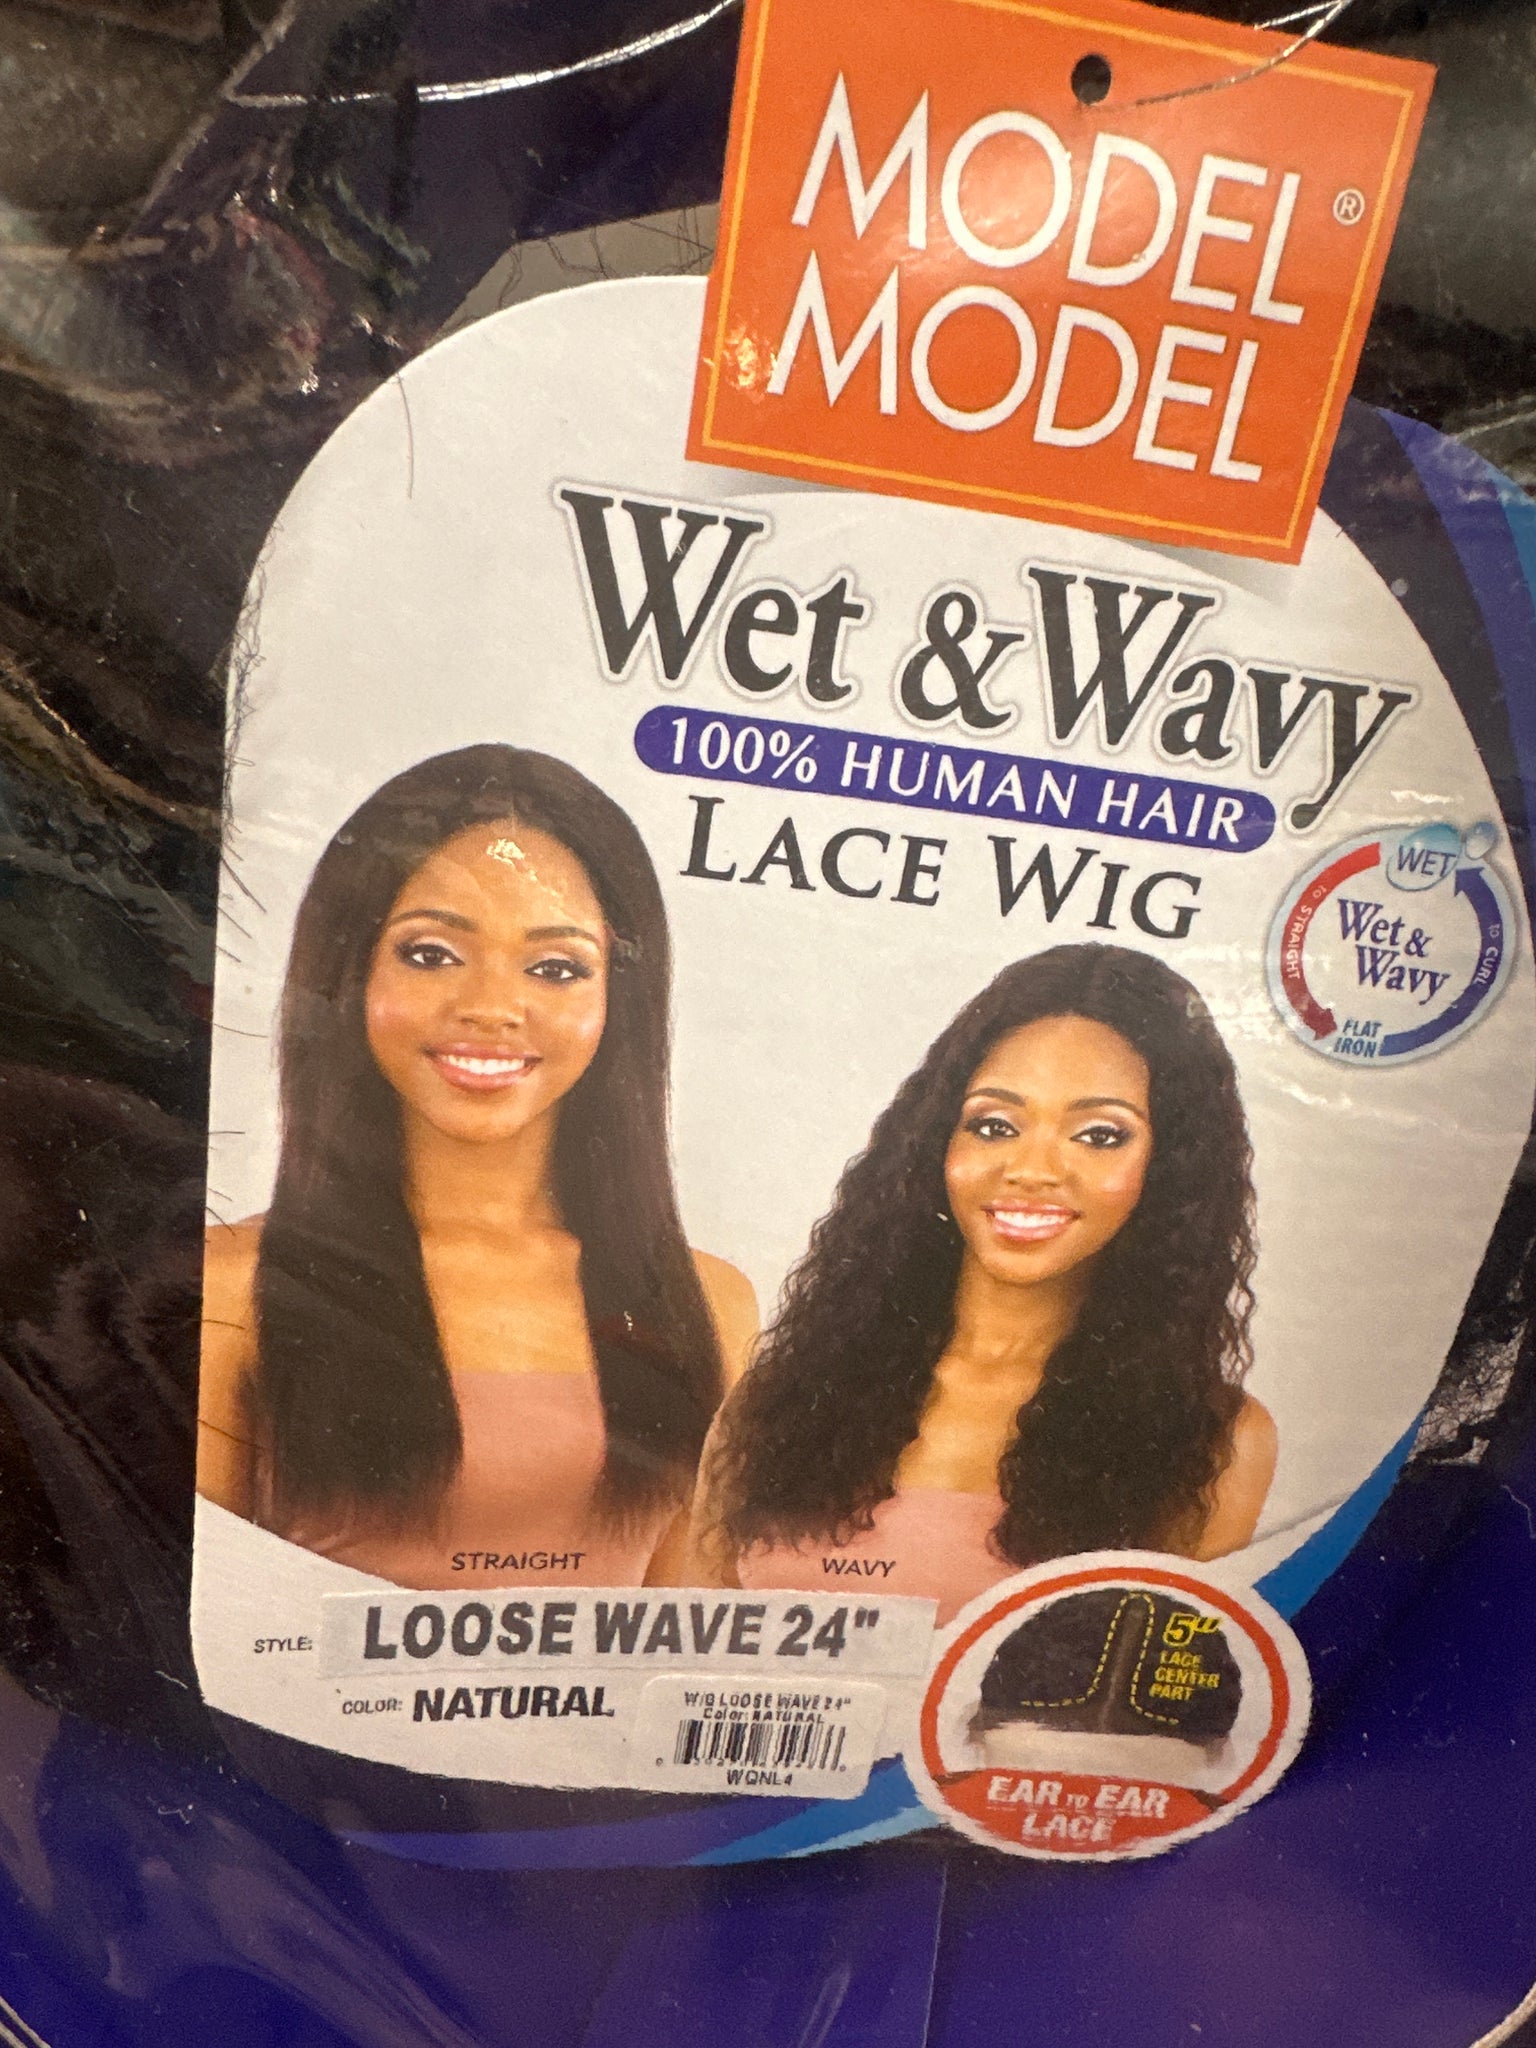 MODEL®
MODEL
Wet & Wavy
100% HUMAN HAIR
LACE WIG
WET
to STRAIGHT
Wet &
Wavy
to CURL
FLAT
IRON
STRAIGHT
WAVY
STYLE: LOOSE WAVE 24"
COLOR: NATURAL
W/G LOOSE WAVE 24"
Color: NATURAL
WQNL4
5"
LACE
CENTER
PART
EAR TO EAR
LACE